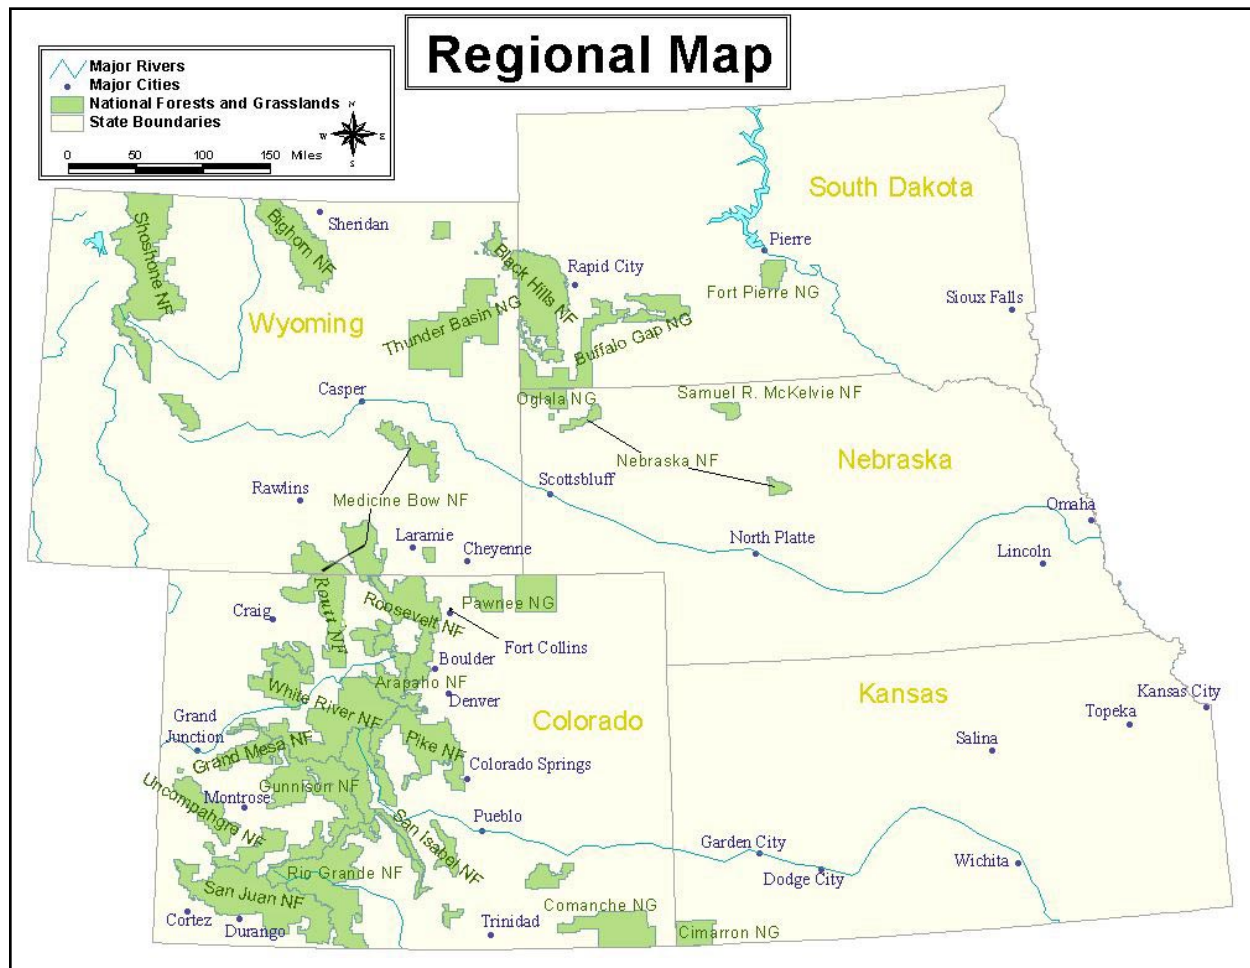 Regional Map
Major Rivers
Major Cities
National Forests and Grasslands
State Boundaries
N
W
E
S
0 50 100 150 Miles
South Dakota
Shoshone NF
Bighorn NF
Sheridan
Black Hills NF
Rapid City
Pierre
Fort Pierre NG
Sioux Falls
Wyoming
Thunder Basin NG
Buffalo Gap NG
Casper
Oglala NG
Samuel R. McKelvie NF
Nebraska NF
Nebraska
Rawlins
Medicine Bow NF
Scottsbluff
Omaha
Laramie
Cheyenne
North Platte
Lincoln
Craig
Routt NF
Roosevelt NF
Pawnee NG
Fort Collins
Boulder
Arapaho NF
Denver
White River NF
Colorado
Kansas
Kansas City
Topeka
Grand
Junction
Grand Mesa NF
Pike NF
Salina
Gunnison NF
Colorado Springs
Uncompahgre NF
Montrose
San Isabel NF
Pueblo
Garden City
Dodge City
Wichita
Rio Grande NF
San Juan NF
Cortez
Durango
Trinidad
Comanche NG
Cimarron NG